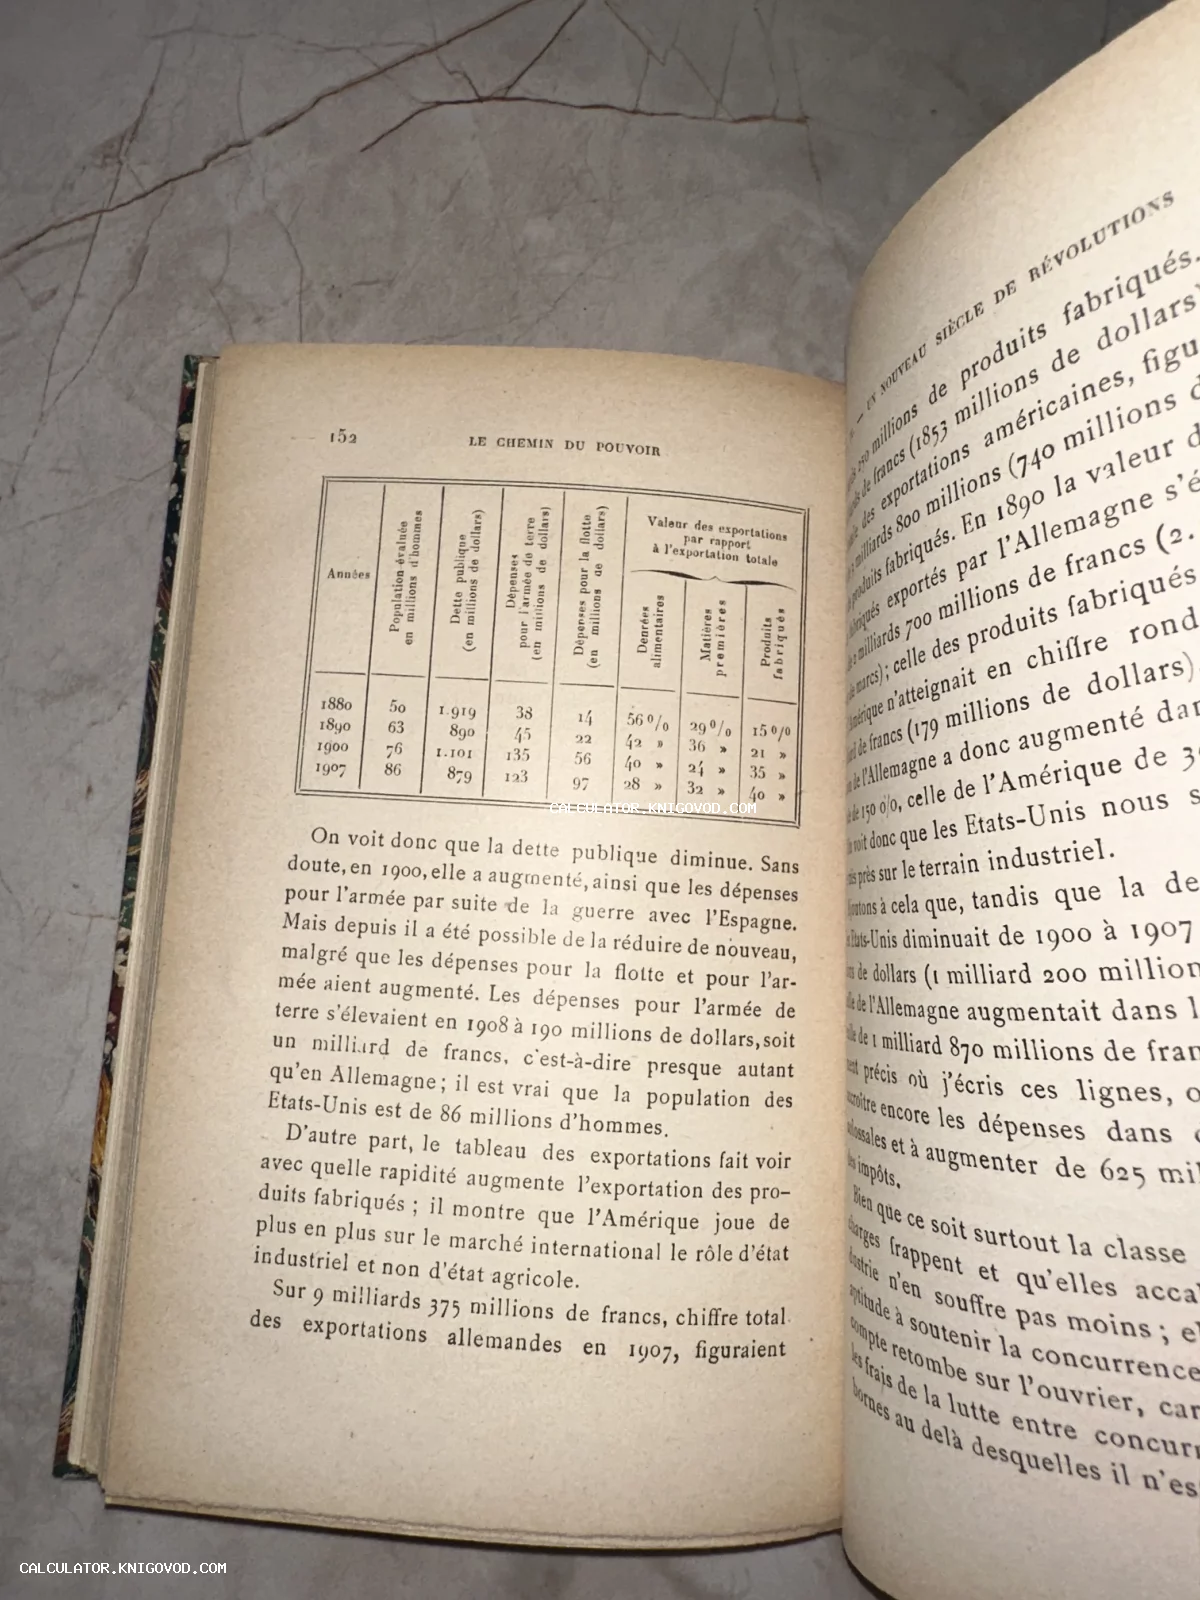 152
LE CHEMIN DU POUVOIR
Années
Population évaluée
en millions d'hommes
Dette publique
(en millions de dollars)
Dépenses
pour l'armée de terre
(en millions de dollars)
Dépenses pour la flotte
(en millions de dollars)
Valeur des exportations
par rapport
à l'exportation totale
Denrées
alimentaires
Matières
premières
Produits
fabriqués
1880 50 1.919 38 14 56 0/0 29 0/0 15 0/0
1890 63 890 45 22 42 » 36 » 21 »
1900 76 1.101 135 56 40 » 24 » 35 »
1907 86 879 123 97 28 » 32 » 40 »
CALCULATOR.KNIGOVOD.COM
On voit donc que la dette publique diminue. Sans
doute, en 1900, elle a augmenté, ainsi que les dépenses
pour l'armée par suite de la guerre avec l'Espagne.
Mais depuis il a été possible de la réduire de nouveau,
malgré que les dépenses pour la flotte et pour l'ar-
mée aient augmenté. Les dépenses pour l'armée de
terre s'élevaient en 1908 à 190 millions de dollars, soit
un milliard de francs, c'est-à-dire presque autant
qu'en Allemagne ; il est vrai que la population des
Etats-Unis est de 86 millions d'hommes.
D'autre part, le tableau des exportations fait voir
avec quelle rapidité augmente l'exportation des pro-
duits fabriqués ; il montre que l'Amérique joue de
plus en plus sur le marché international le rôle d'état
industriel et non d'état agricole.
Sur 9 milliards 375 millions de francs, chiffre total
des exportations allemandes en 1907, figuraient
— UN NOUVEAU SIÈCLE DE RÉVOLUTIONS
250 millions de produits fabriqués.
de francs (1853 millions de dollars)
des exportations américaines, figu
milliards 800 millions (740 millions d
produits fabriqués. En 1890 la valeur d
exportés par l'Allemagne s'é
2 milliards 700 millions de francs (2.
marcs) ; celle des produits fabriqués
n'atteignait en chiffre rond
de francs (179 millions de dollars).
de l'Allemagne a donc augmenté dan
de 150 0/0, celle de l'Amérique de 3
voit donc que les Etats-Unis nous s
près sur le terrain industriel.
à cela que, tandis que la de
Etats-Unis diminuait de 1900 à 1907
de dollars (1 milliard 200 million
de l'Allemagne augmentait dans l
de 1 milliard 870 millions de fran
précis où j'écris ces lignes, o
encore les dépenses dans
et à augmenter de 625 mil
impôts.
Bien que ce soit surtout la classe
charges frappent et qu'elles acca
n'en souffre pas moins ; el
aptitude à soutenir la concurrence
compte retombe sur l'ouvrier, car
les frais de la lutte entre concurr
bornes au delà desquelles il n'es
CALCULATOR.KNIGOVOD.COM